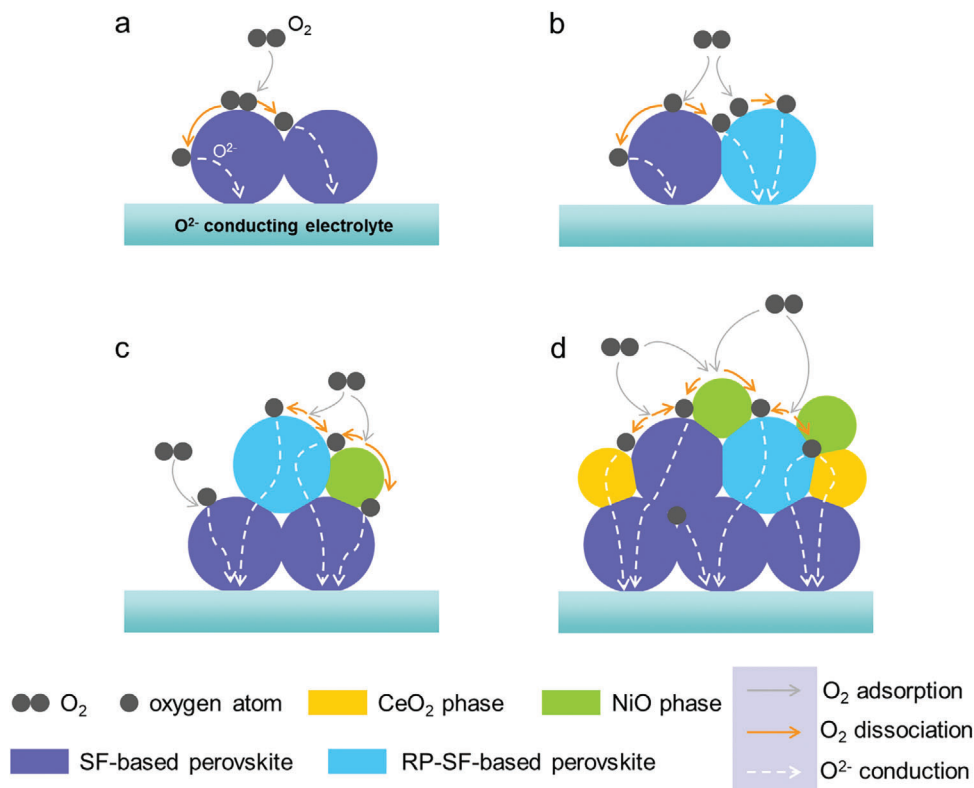 a
O₂
O²⁻
O²⁻ conducting electrolyte
b
c
d
O₂
oxygen atom
CeO₂ phase
NiO phase
SF-based perovskite
RP-SF-based perovskite
O₂ adsorption
O₂ dissociation
O²⁻ conduction